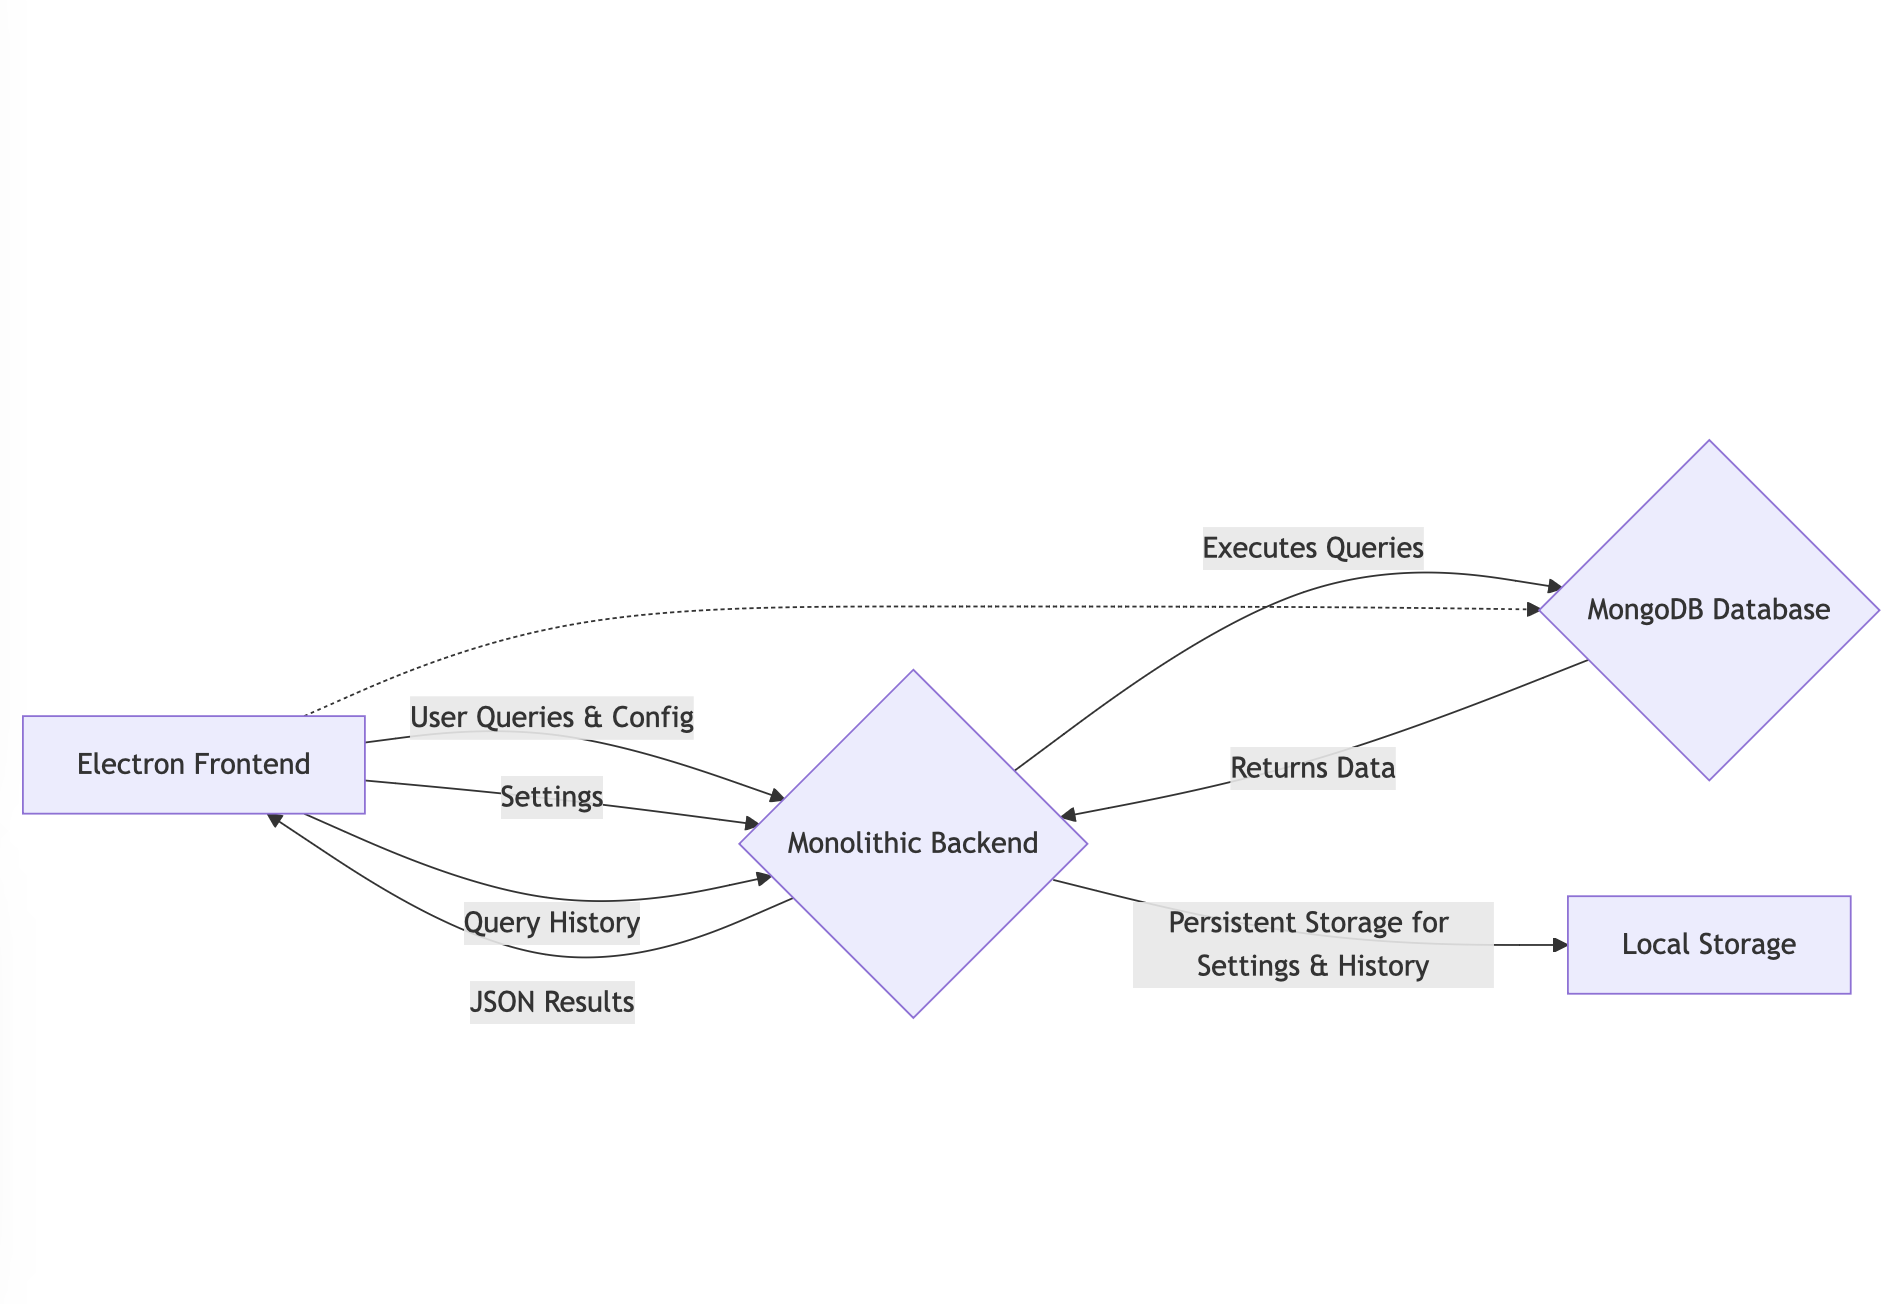 Executes Queries
MongoDB Database
User Queries & Config
Electron Frontend
Settings
Returns Data
Monolithic Backend
Query History
Persistent Storage for
Settings & History
Local Storage
JSON Results